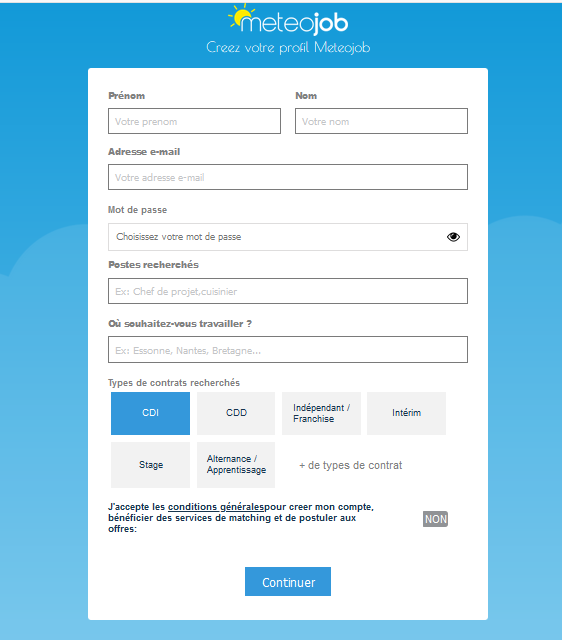 meteojob
Creez votre profil Meteojob
Prénom Nom
Votre prenom Votre nom
Adresse e-mail
Votre adresse e-mail
Mot de passe
Choisissez votre mot de passe
Postes recherchés
Ex: Chef de projet,cuisinier
Où souhaitez-vous travailler ?
Ex: Essonne, Nantes, Bretagne...
Types de contrats recherchés
CDI CDD Indépendant / Franchise Intérim
Stage Alternance / Apprentissage + de types de contrat
J'accepte les conditions généralespour creer mon compte,
bénéficier des services de matching et de postuler aux
offres:
NON
Continuer